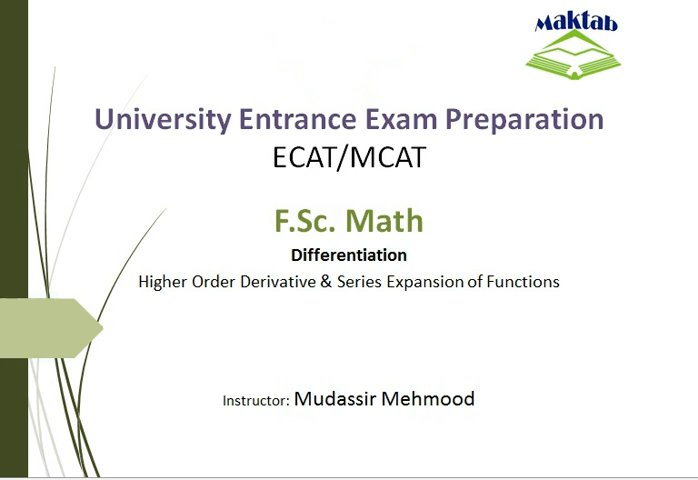 Maktab
University Entrance Exam Preparation
ECAT/MCAT
F.Sc. Math
Differentiation
Higher Order Derivative & Series Expansion of Functions
Instructor: Mudassir Mehmood